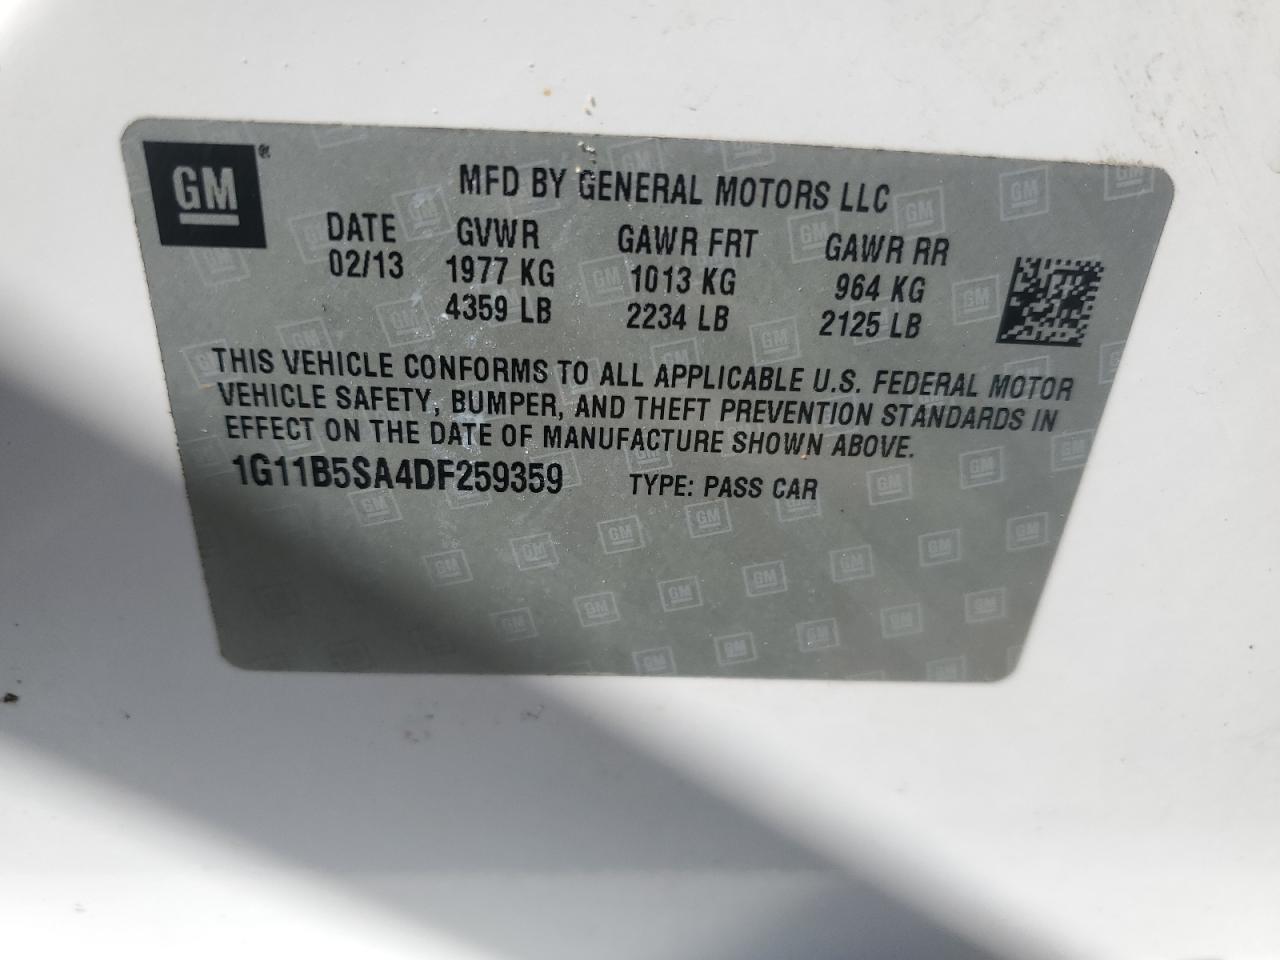 GM®
MFD BY GENERAL MOTORS LLC
DATE GVWR GAWR FRT GAWR RR
02/13 1977 KG 1013 KG 964 KG
4359 LB 2234 LB 2125 LB
THIS VEHICLE CONFORMS TO ALL APPLICABLE U.S. FEDERAL MOTOR
VEHICLE SAFETY, BUMPER, AND THEFT PREVENTION STANDARDS IN
EFFECT ON THE DATE OF MANUFACTURE SHOWN ABOVE.
1G11B5SA4DF259359 TYPE: PASS CAR